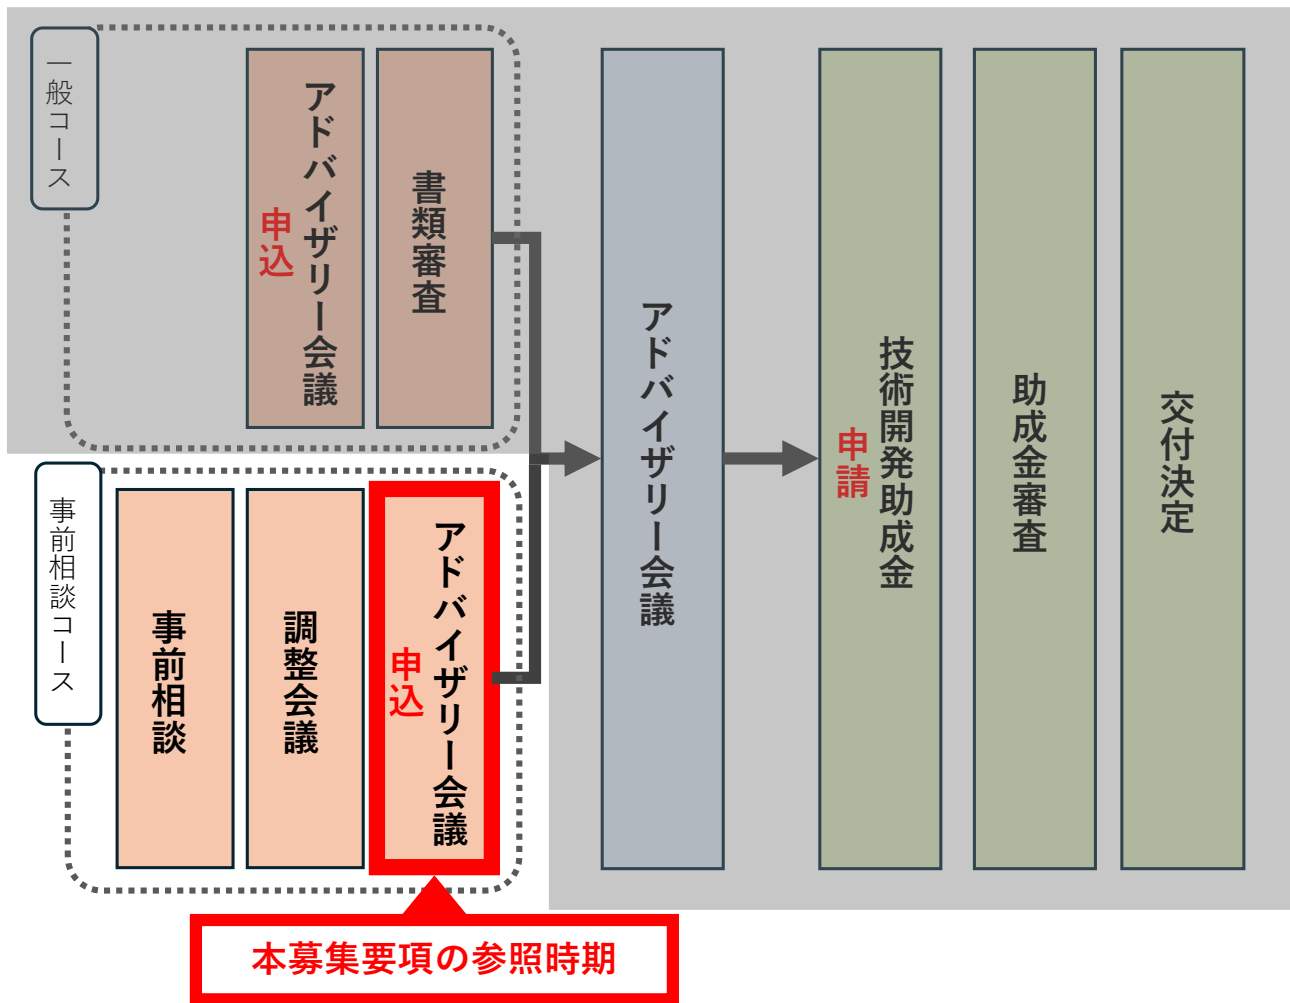 一般コース
アドバイザリー会議
申込
書類審査
アドバイザリー会議
技術開発助成金
申請
助成金審査
交付決定
事前相談コース
事前相談
調整会議
アドバイザリー会議
申込
本募集要項の参照時期